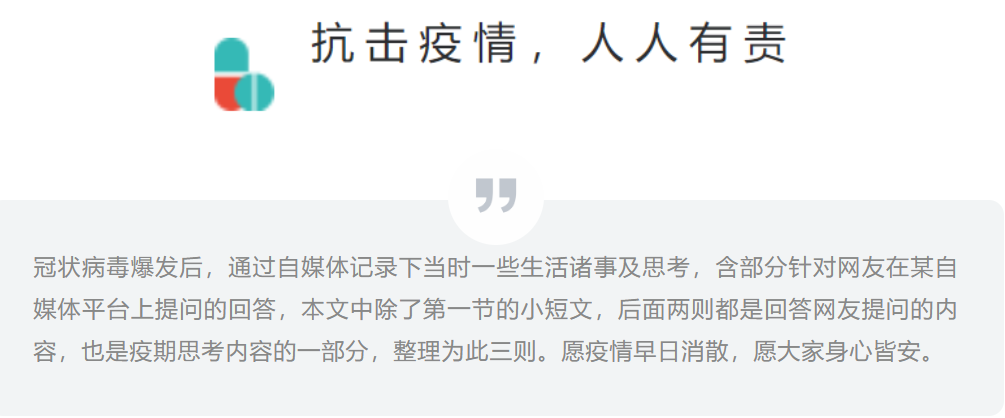 抗击疫情，人人有责
冠状病毒爆发后，通过自媒体记录下当时一些生活诸事及思考，含部分针对网友在某自
媒体平台上提问的回答，本文中除了第一节的小短文，后面两则都是回答网友提问的内
容，也是疫期思考内容的一部分，整理为此三则。愿疫情早日消散，愿大家身心皆安。